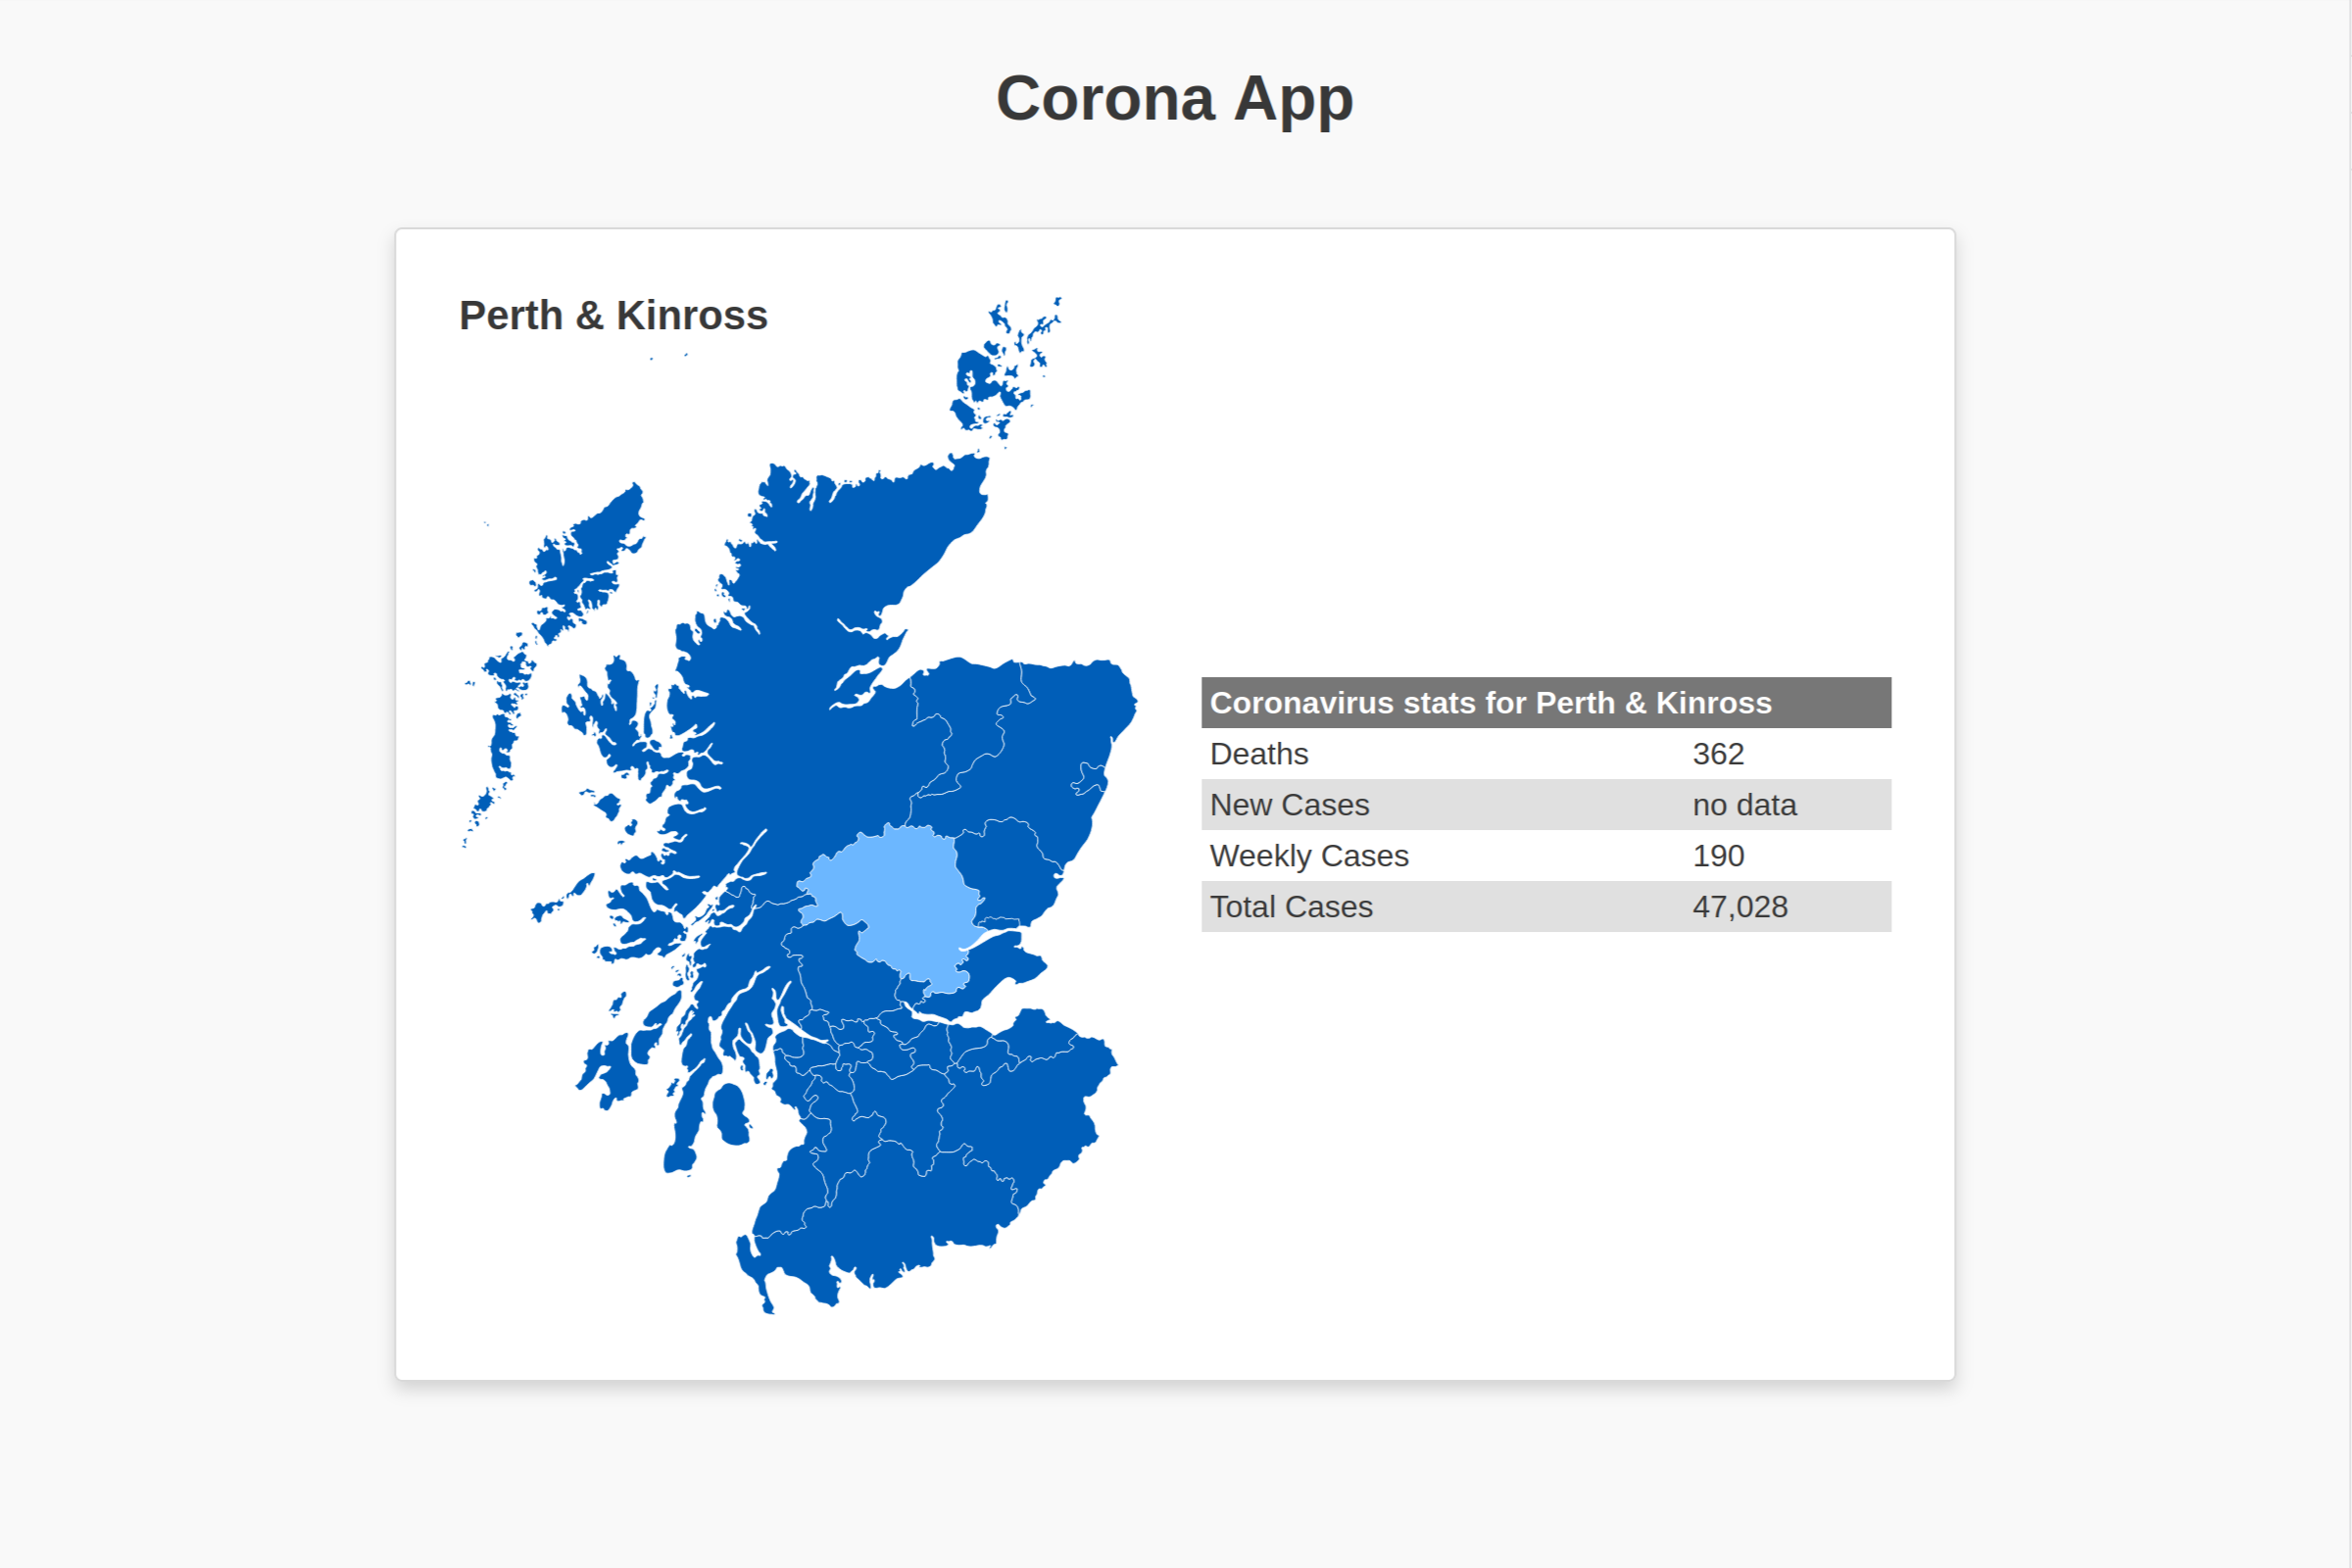 Corona App
Perth & Kinross
Coronavirus stats for Perth & Kinross
Deaths 362
New Cases no data
Weekly Cases 190
Total Cases 47,028